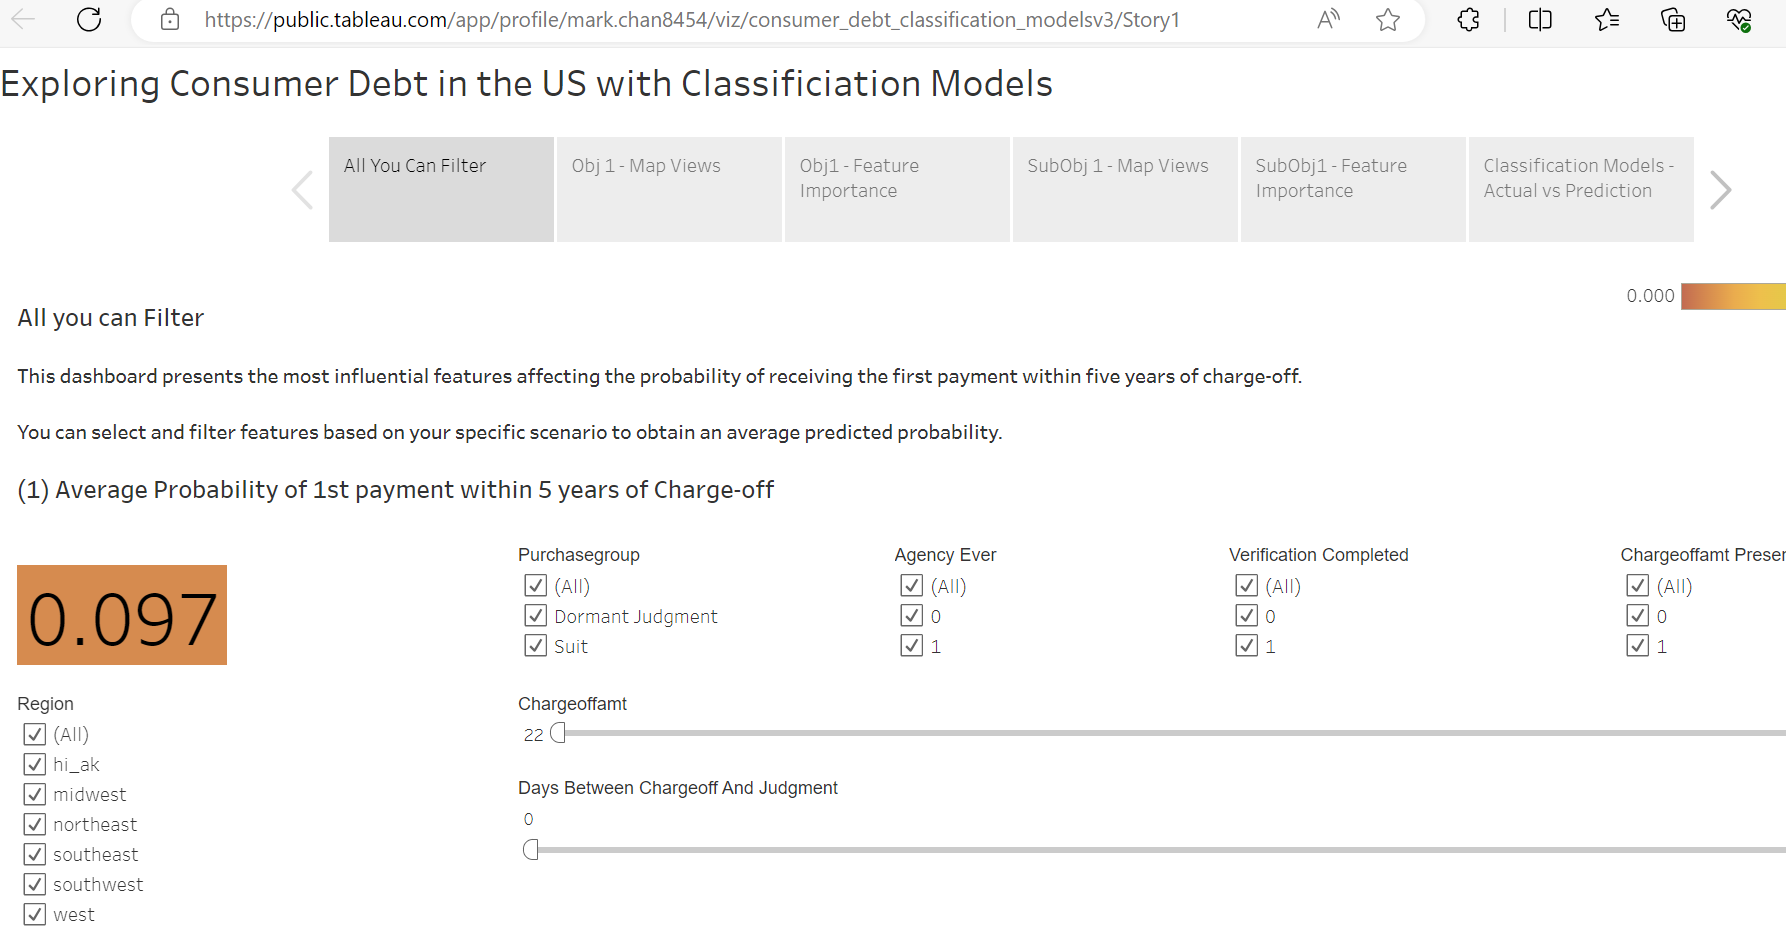 https://public.tableau.com/app/profile/mark.chan8454/viz/consumer_debt_classification_modelsv3/Story1
Exploring Consumer Debt in the US with Classificiation Models
All You Can Filter
Obj 1 - Map Views
Obj1 - Feature
Importance
SubObj 1 - Map Views
SubObj1 - Feature
Importance
Classification Models -
Actual vs Prediction
0.000
All you can Filter
This dashboard presents the most influential features affecting the probability of receiving the first payment within five years of charge-off.
You can select and filter features based on your specific scenario to obtain an average predicted probability.
(1) Average Probability of 1st payment within 5 years of Charge-off
0.097
Purchasegroup
(All)
Dormant Judgment
Suit
Agency Ever
(All)
0
1
Verification Completed
(All)
0
1
Chargeoffamt Presen
(All)
0
1
Region
(All)
hi_ak
midwest
northeast
southeast
southwest
west
Chargeoffamt
22
Days Between Chargeoff And Judgment
0